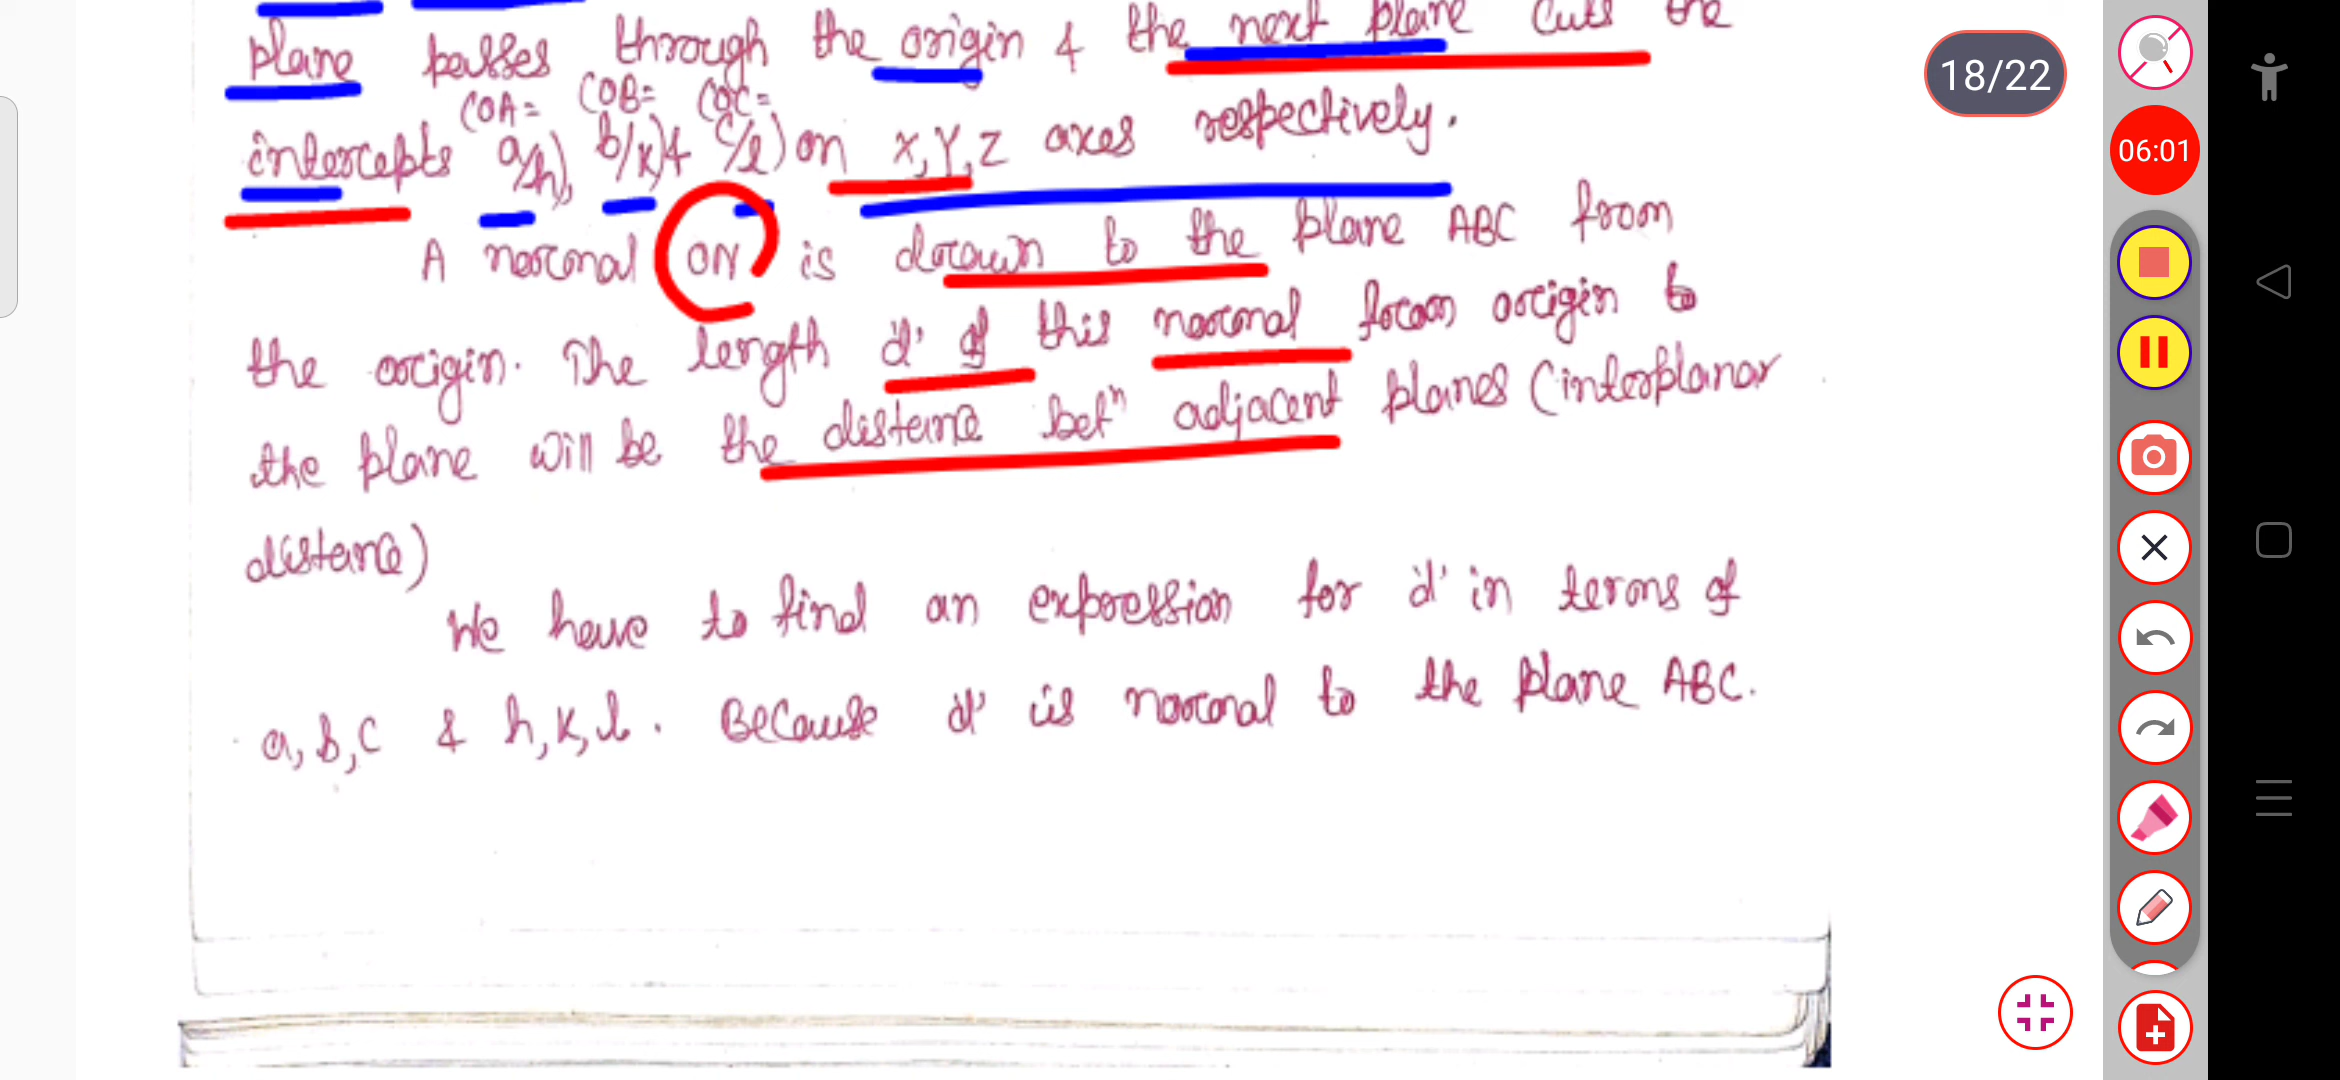 plane passes through the origin & the next plane cuts the
(OA= (OB= (OC=
intercepts a/h), b/k) & c/l) on X,Y,Z axes respectively.
A normal ON is drawn to the plane ABC from
the origin. The length 'd' of this normal from origin to
the plane will be the distance betⁿ adjacent planes (interplanar
distance)
We have to find an expression for 'd' in terms of
a, b, c & h, k, l. Because 'd' is normal to the plane ABC.
18/22
06:01